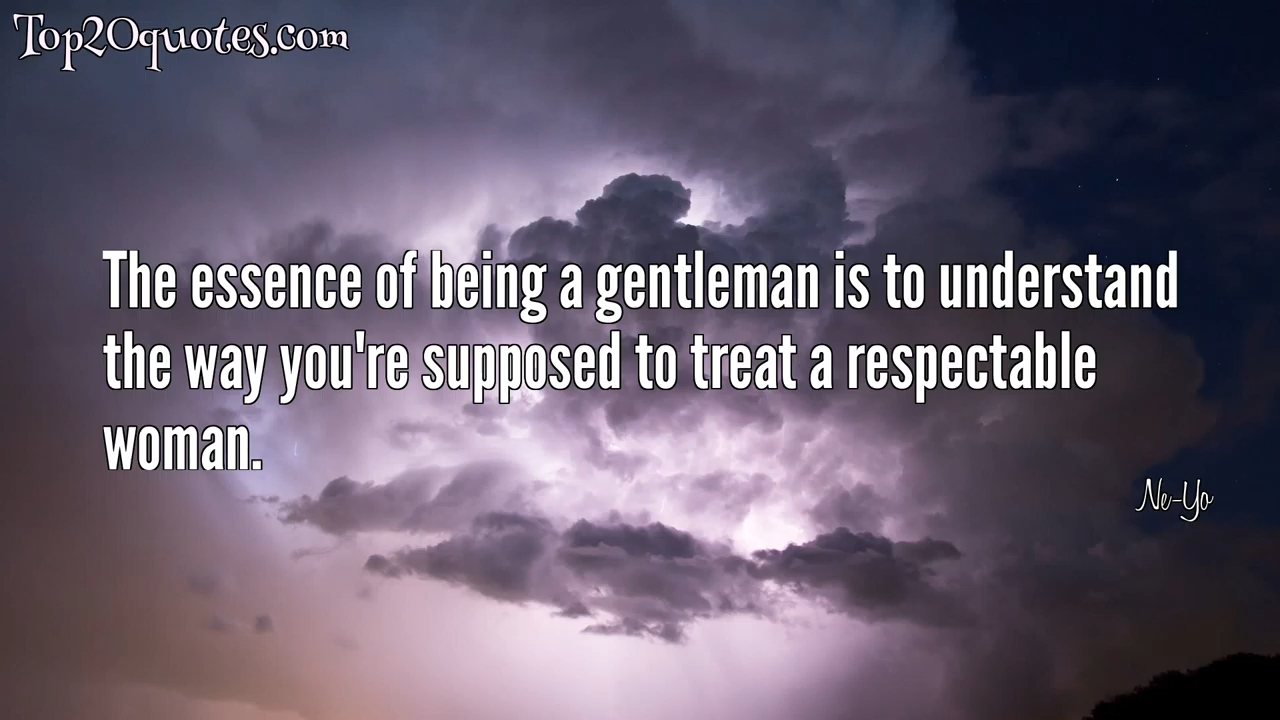 Top20quotes.com
The essence of being a gentleman is to understand
the way you're supposed to treat a respectable
woman.
Ne-Yo